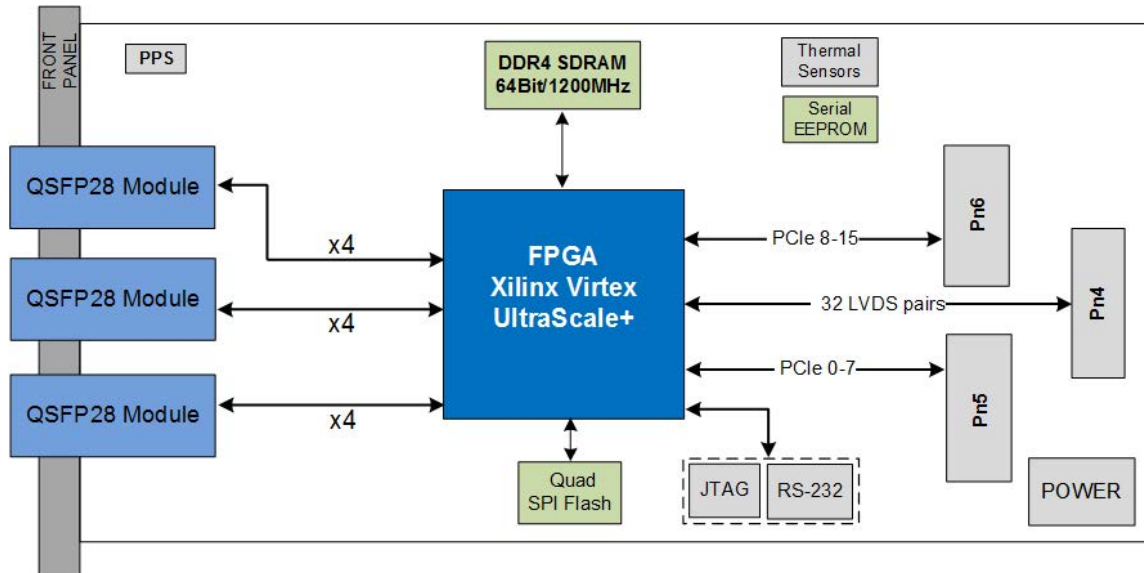 FRONT
PANEL
PPS
DDR4 SDRAM
64Bit/1200MHz
Thermal
Sensors
Serial
EEPROM
QSFP28 Module
x4
QSFP28 Module
x4
QSFP28 Module
x4
FPGA
Xilinx Virtex
UltraScale+
PCIe 8-15
Pn6
32 LVDS pairs
Pn4
PCIe 0-7
Pn5
Quad
SPI Flash
JTAG
RS-232
POWER